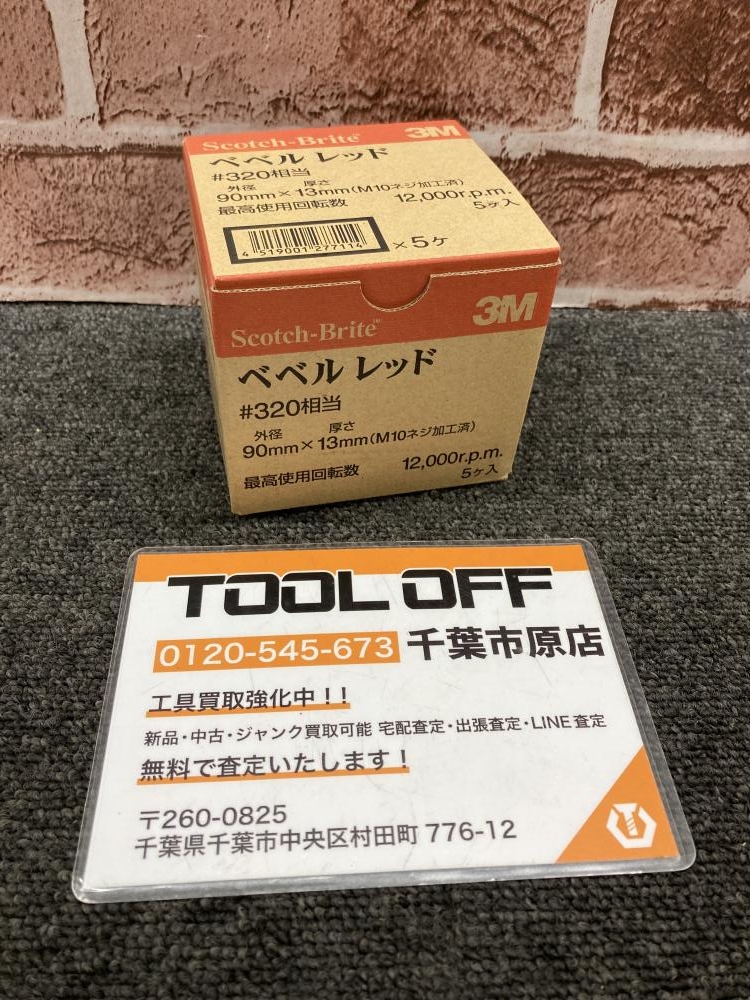 Scotch-Brite™ 3M
ベベル レッド
#320相当
外径 厚さ
90mm×13mm(M10ネジ加工済)
最高使用回転数 12,000r.p.m.
5ヶ入
4 519001 277114
×5ケ
3M
Scotch-Brite™
ベベル レッド
#320相当
外径 厚さ
90mm×13mm(M10ネジ加工済)
最高使用回転数 12,000r.p.m.
5ヶ入
TOOL OFF
0120-545-673 千葉市原店
工具買取強化中!!
新品・中古・ジャンク買取可能 宅配査定・出張査定・LINE査定
無料で査定いたします!
〒260-0825
千葉県千葉市中央区村田町 776-12